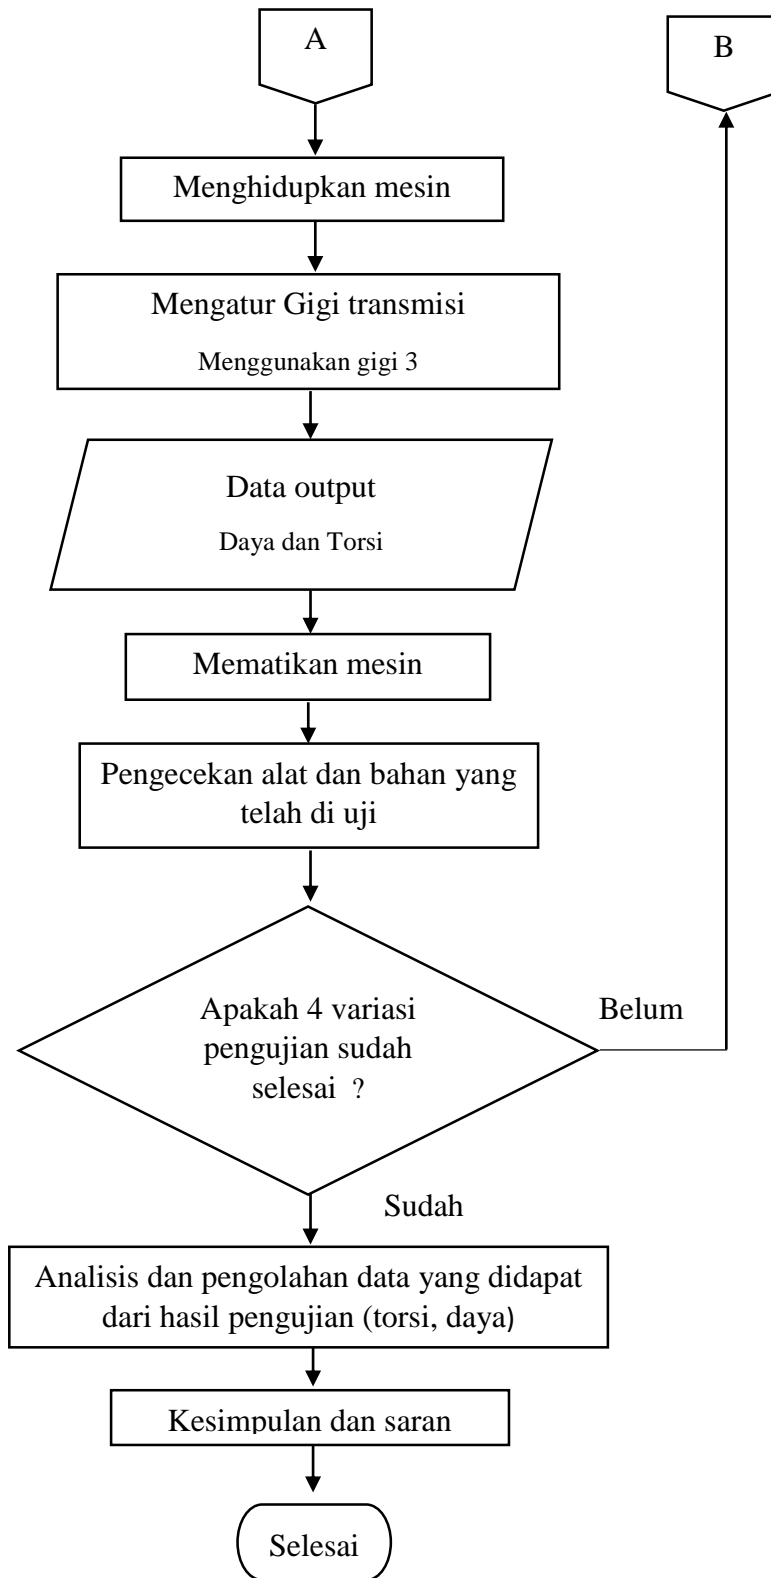 A
B
Menghidupkan mesin
Mengatur Gigi transmisi
Menggunakan gigi 3
Data output
Daya dan Torsi
Mematikan mesin
Pengecekan alat dan bahan yang
telah di uji
Apakah 4 variasi
pengujian sudah
selesai ?
Belum
Sudah
Analisis dan pengolahan data yang didapat
dari hasil pengujian (torsi, daya)
Kesimpulan dan saran
Selesai